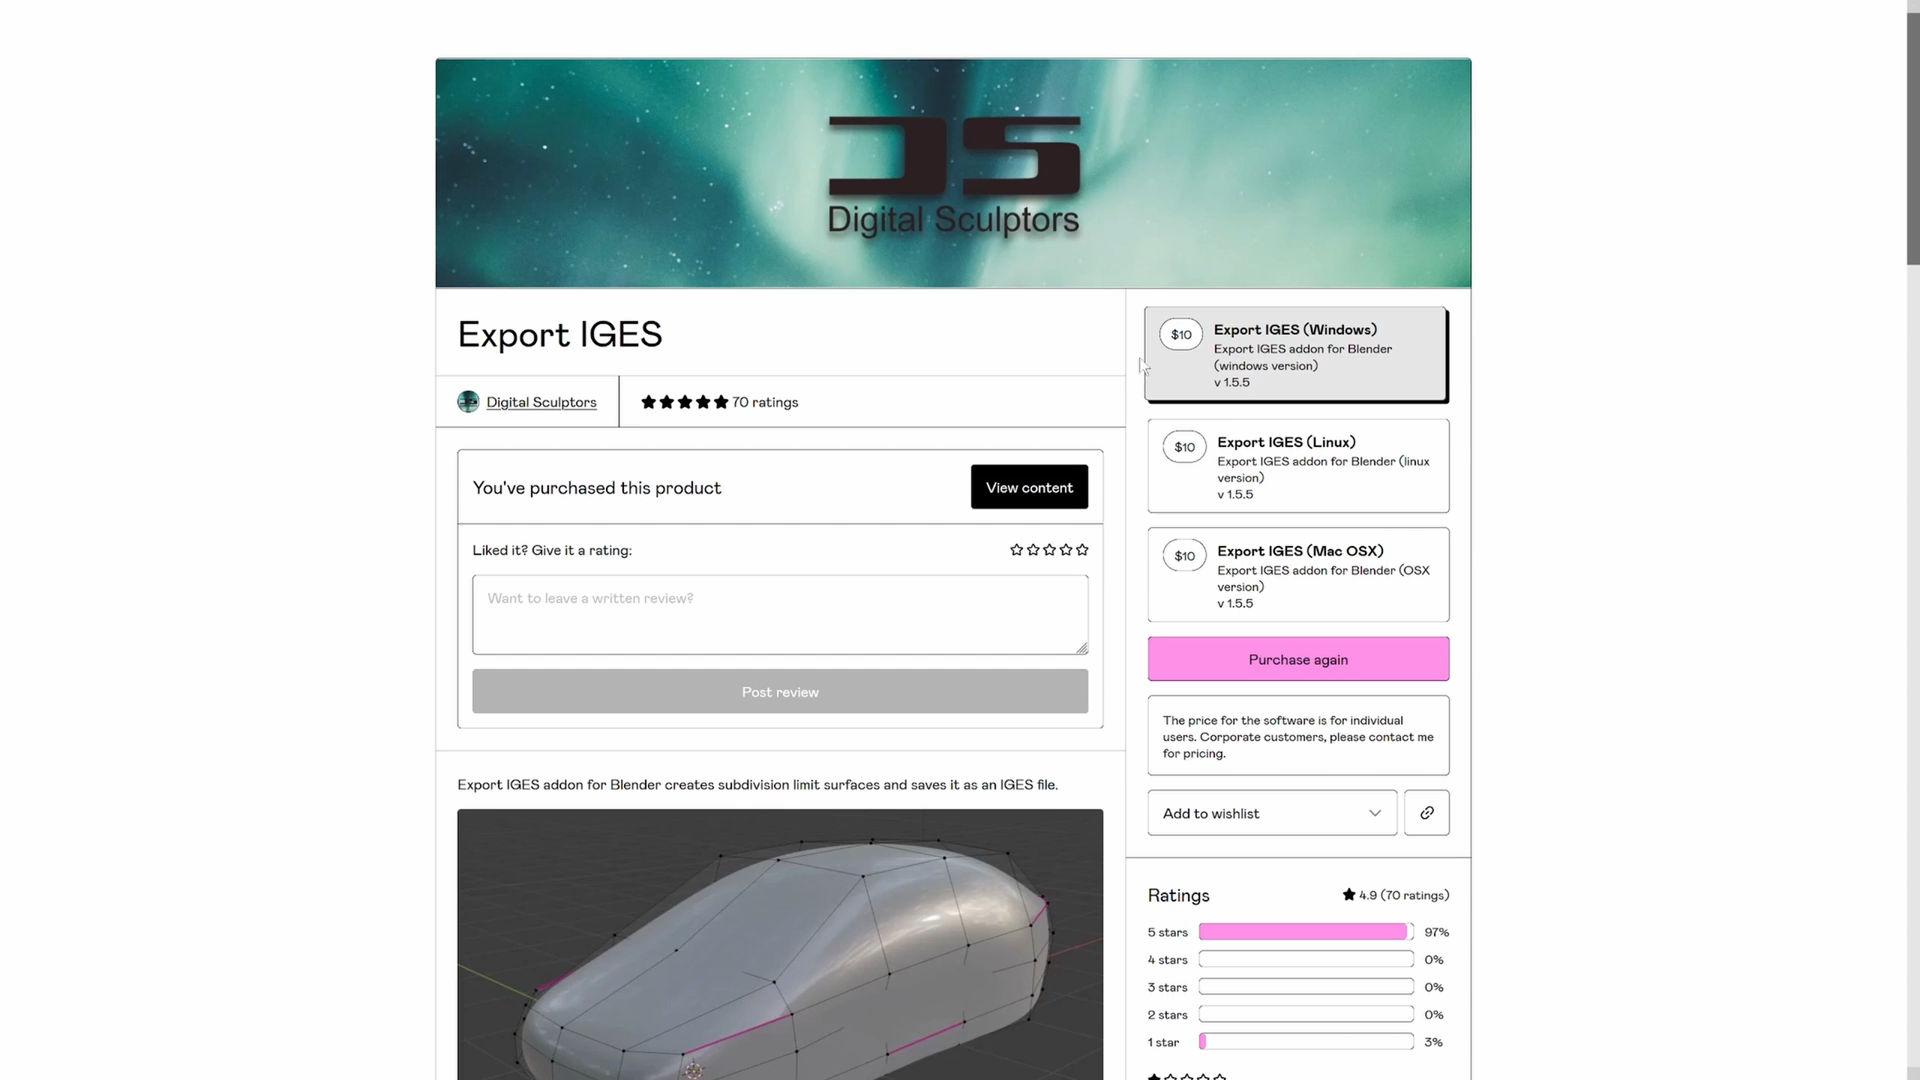 DS
Digital Sculptors
Export IGES
Digital Sculptors
70 ratings
You've purchased this product
View content
Liked it? Give it a rating:
Want to leave a written review?
Post review
Export IGES addon for Blender creates subdivision limit surfaces and saves it as an IGES file.
$10
Export IGES (Windows)
Export IGES addon for Blender
(windows version)
v 1.5.5
$10
Export IGES (Linux)
Export IGES addon for Blender (linux
version)
v 1.5.5
$10
Export IGES (Mac OSX)
Export IGES addon for Blender (OSX
version)
v 1.5.5
Purchase again
The price for the software is for individual
users. Corporate customers, please contact me
for pricing.
Add to wishlist
Ratings
4.9 (70 ratings)
5 stars 97%
4 stars 0%
3 stars 0%
2 stars 0%
1 star 3%